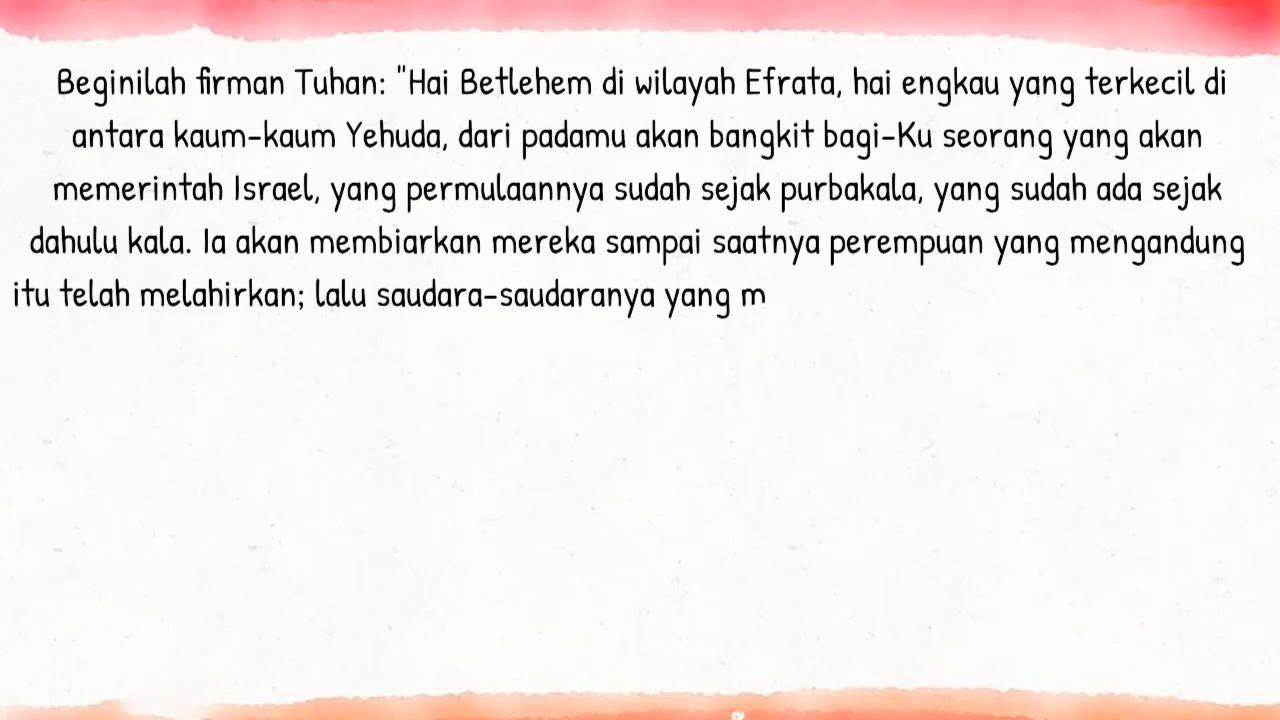 Beginilah firman Tuhan: "Hai Betlehem di wilayah Efrata, hai engkau yang terkecil di
antara kaum-kaum Yehuda, dari padamu akan bangkit bagi-Ku seorang yang akan
memerintah Israel, yang permulaannya sudah sejak purbakala, yang sudah ada sejak
dahulu kala. Ia akan membiarkan mereka sampai saatnya perempuan yang mengandung
itu telah melahirkan; lalu saudara-saudaranya yang m